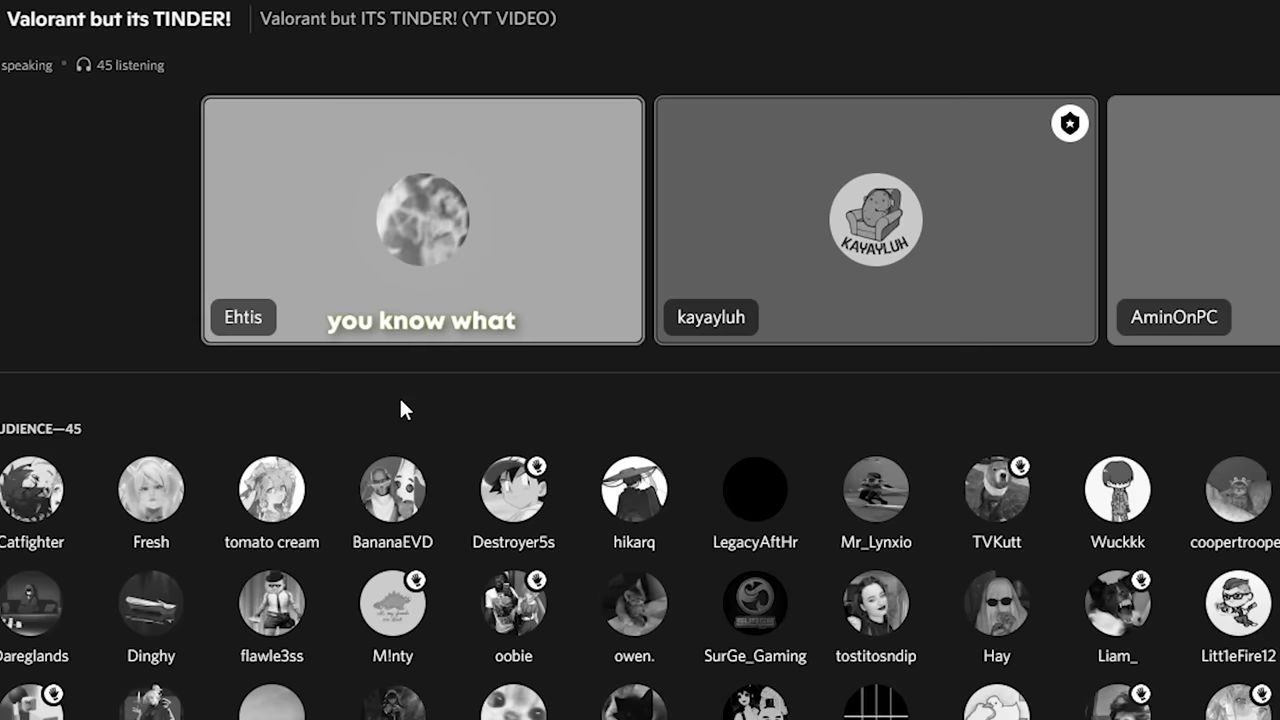 Valorant but its TINDER! Valorant but ITS TINDER! (YT VIDEO)
speaking • 45 listening
KAYAYLUH
Ehtis
you know what
kayayluh
AminOnPC
UDIENCE—45
Catfighter Fresh tomato cream BananaEVD Destroyer5s hikarq LegacyAftHr Mr_Lynxio TVKutt Wuckkk coopertroope
Dareglands Dinghy flawle3ss M!nty oobie owen. SurGe_Gaming tostitosndip Hay Liam_ Litt1eFire12